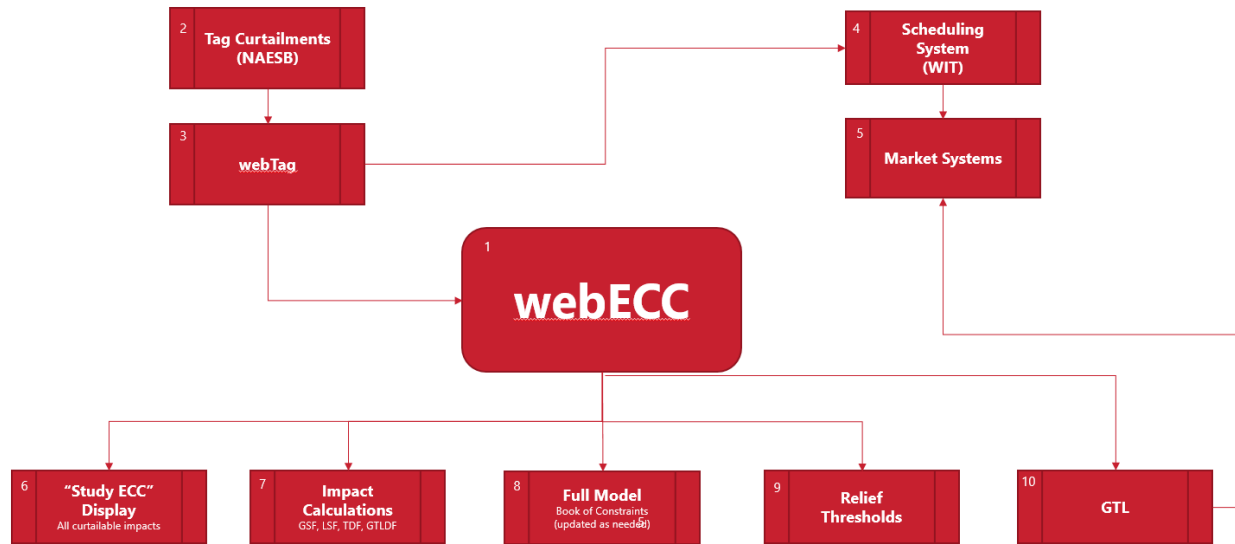 2
Tag Curtailments
(NAESB)
3
webTag
4
Scheduling
System
(WIT)
5
Market Systems
1
webECC
6
“Study ECC”
Display
All curtailable impacts
7
Impact
Calculations
GSF, LSF, TDF, GTLDF
8
Full Model
Book of Constraints
(updated as needed)
5
9
Relief
Thresholds
10
GTL